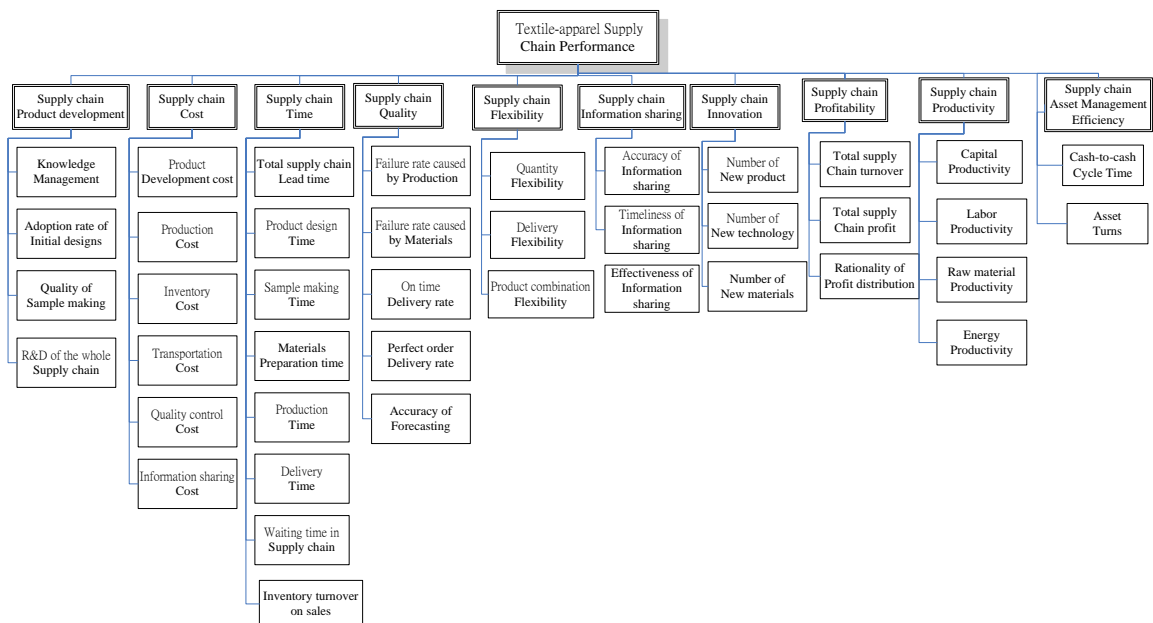 Textile-apparel Supply
Chain Performance
Supply chain
Product development
Supply chain
Cost
Supply chain
Time
Supply chain
Quality
Supply chain
Flexibility
Supply chain
Information sharing
Supply chain
Innovation
Supply chain
Profitability
Supply chain
Productivity
Supply chain
Asset Management
Efficiency
Knowledge
Management
Adoption rate of
Initial designs
Quality of
Sample making
R&D of the whole
Supply chain
Product
Development cost
Production
Cost
Inventory
Cost
Transportation
Cost
Quality control
Cost
Information sharing
Cost
Total supply chain
Lead time
Product design
Time
Sample making
Time
Materials
Preparation time
Production
Time
Delivery
Time
Waiting time in
Supply chain
Inventory turnover
on sales
Failure rate caused
by Production
Failure rate caused
by Materials
On time
Delivery rate
Perfect order
Delivery rate
Accuracy of
Forecasting
Quantity
Flexibility
Delivery
Flexibility
Product combination
Flexibility
Accuracy of
Information
sharing
Timeliness of
Information
sharing
Effectiveness of
Information
sharing
Number of
New product
Number of
New technology
Number of
New materials
Total supply
Chain turnover
Total supply
Chain profit
Rationality of
Profit distribution
Capital
Productivity
Labor
Productivity
Raw material
Productivity
Energy
Productivity
Cash-to-cash
Cycle Time
Asset
Turns